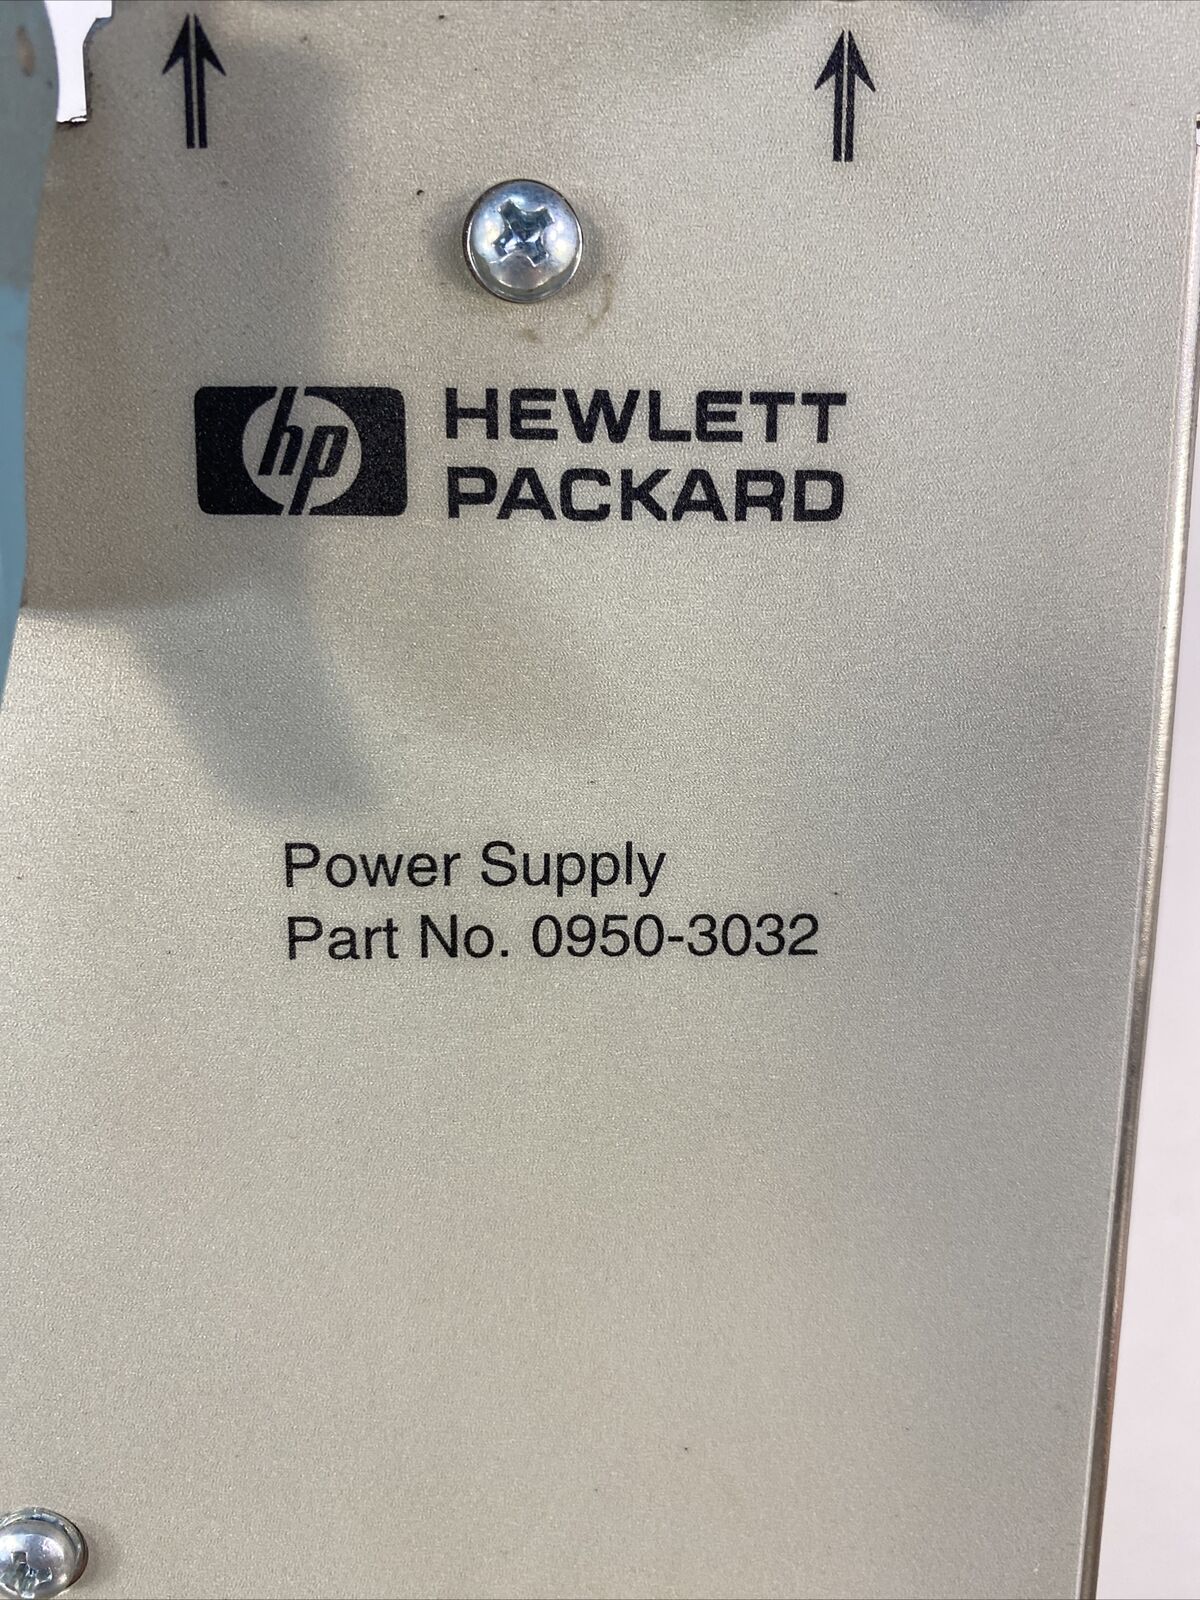 hp HEWLETT
PACKARD
Power Supply
Part No. 0950-3032